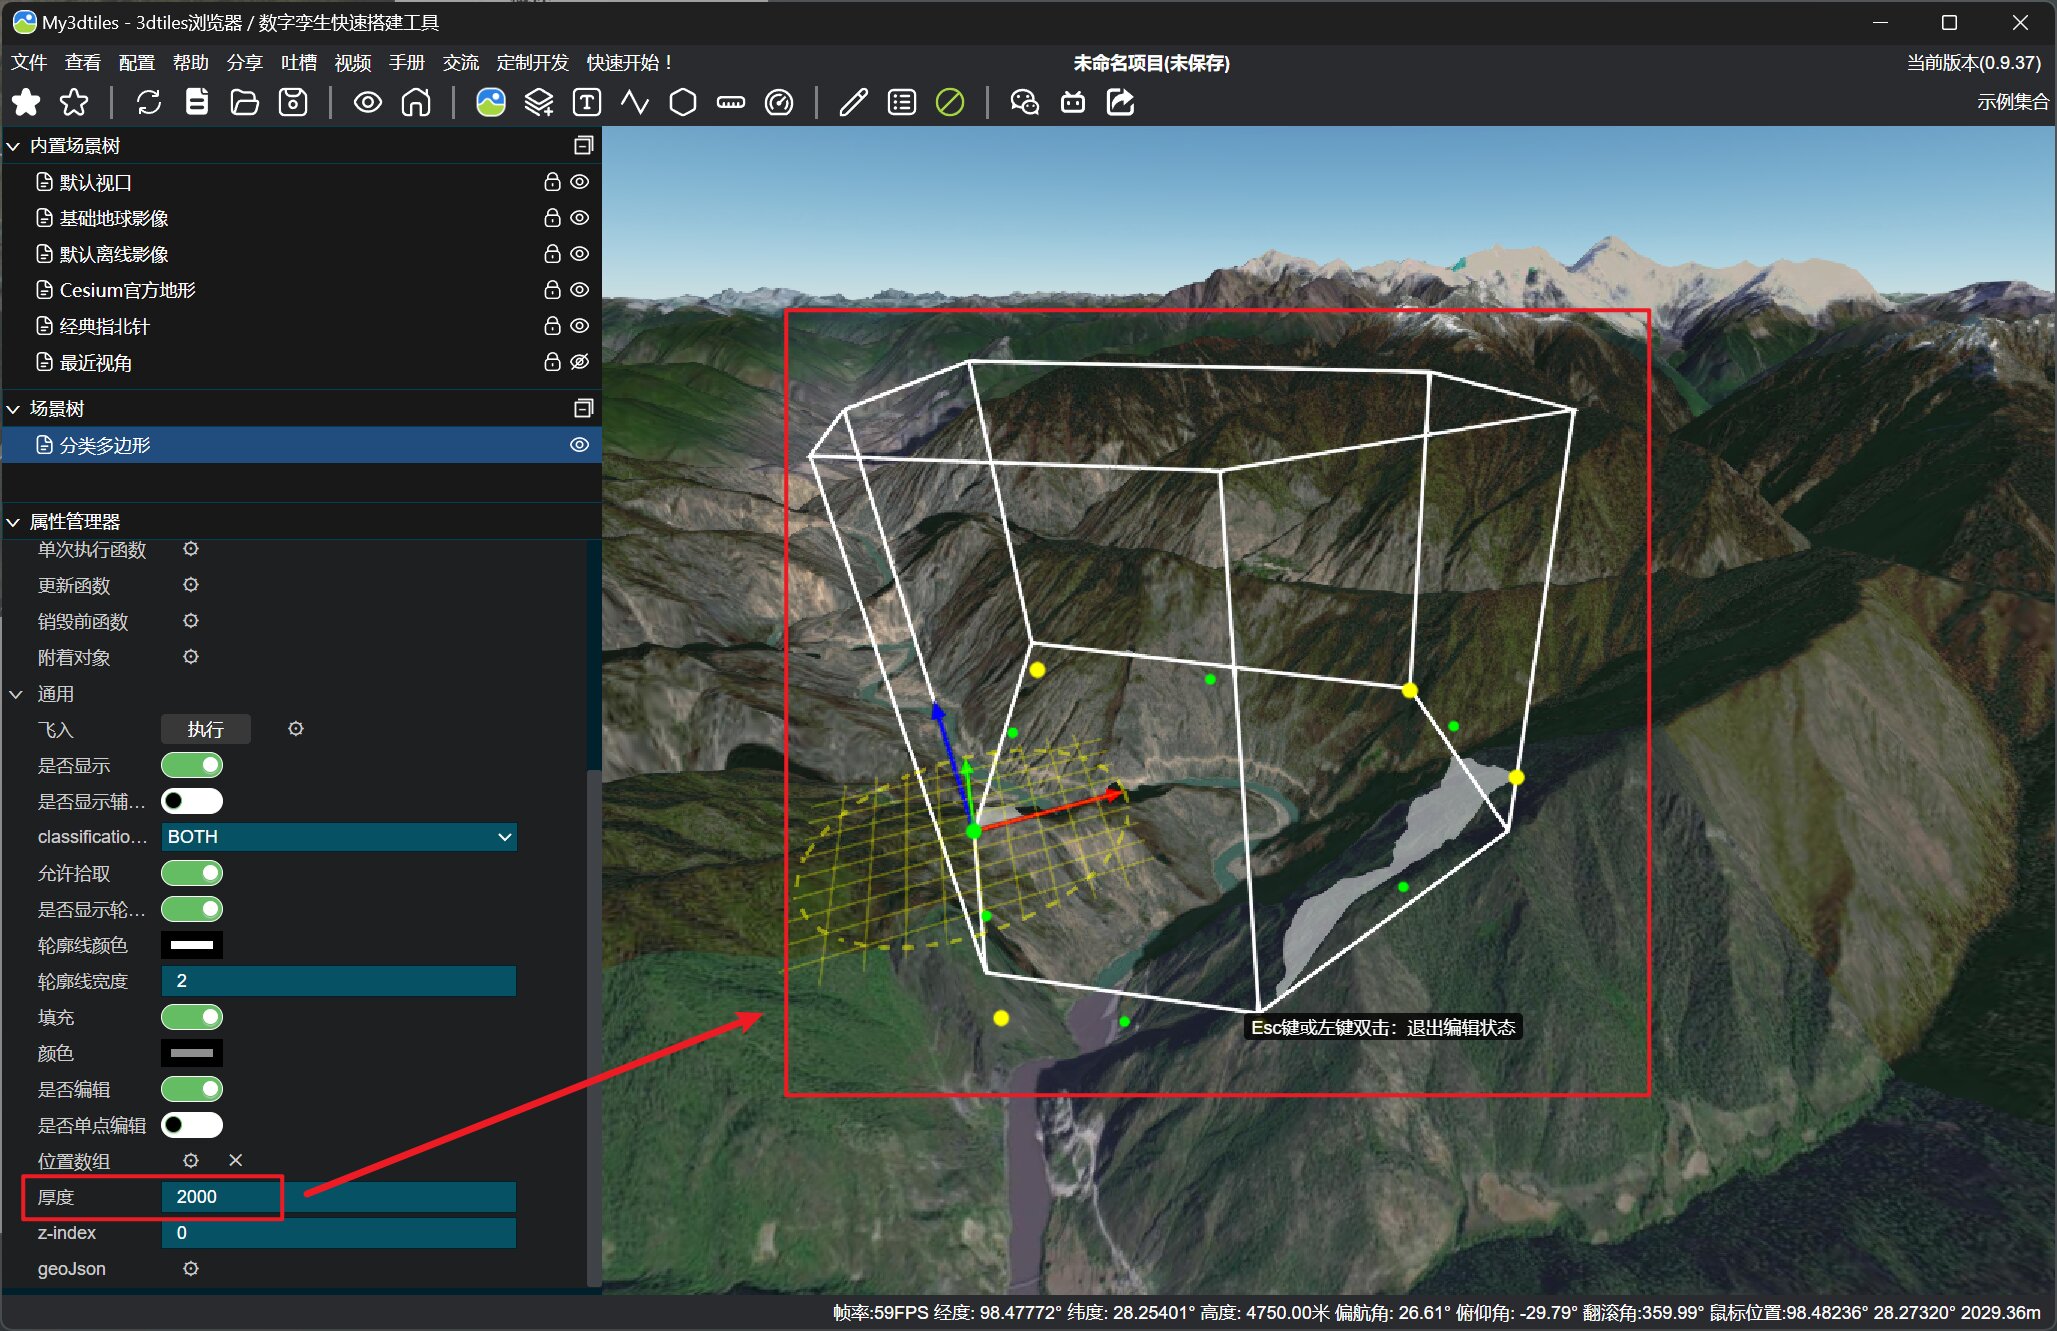 My3dtiles - 3dtiles浏览器 / 数字孪生快速搭建工具
文件 查看 配置 帮助 分享 吐槽 视频 手册 交流 定制开发 快速开始！
未命名项目(未保存)
当前版本(0.9.37)
示例集合
内置场景树
默认视口
基础地球影像
默认离线影像
Cesium官方地形
经典指北针
最近视角
场景树
分类多边形
属性管理器
单次执行函数
更新函数
销毁前函数
附着对象
通用
飞入 执行
是否显示
是否显示辅...
classificatio... BOTH
允许拾取
是否显示轮...
轮廓线颜色
轮廓线宽度 2
填充
颜色
是否编辑
是否单点编辑
位置数组
厚度 2000
z-index 0
geoJson
Esc键或左键双击：退出编辑状态
帧率:59FPS 经度: 98.47772° 纬度: 28.25401° 高度: 4750.00米 偏航角: 26.61° 俯仰角: -29.79° 翻滚角:359.99° 鼠标位置:98.48236° 28.27320° 2029.36m